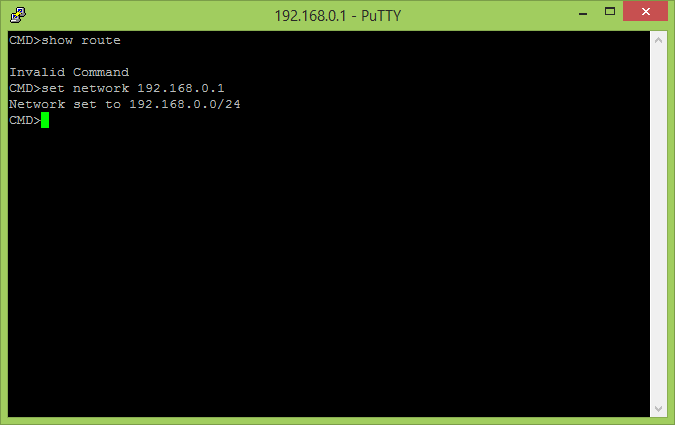 192.168.0.1 - PuTTY
CMD>show route
Invalid Command
CMD>set network 192.168.0.1
Network set to 192.168.0.0/24
CMD>